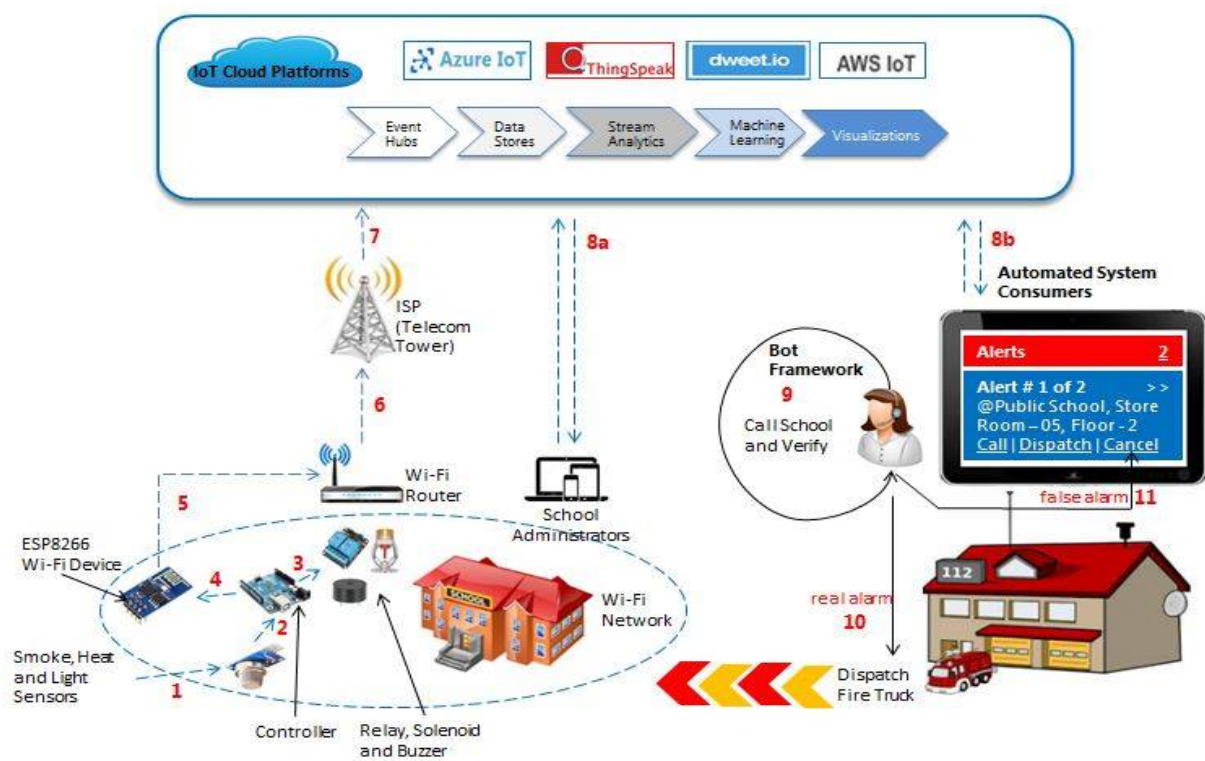 IoT Cloud Platforms
Azure IoT
ThingSpeak
dweet.io
AWS IoT
Event
Hubs
Data
Stores
Stream
Analytics
Machine
Learning
Visualizations
7
8a
8b
ISP
(Telecom
Tower)
Automated System
Consumers
Alerts 2
Alert # 1 of 2 >>
@Public School, Store
Room – 05, Floor - 2
Call | Dispatch | Cancel
Bot
Framework
9
Call School
and Verify
6
Wi-Fi
Router
5
School
Administrators
false alarm 11
ESP8266
Wi-Fi Device
4
3
2
SCHOOL
Wi-Fi
Network
112
real alarm
10
Smoke, Heat
and Light
Sensors
1
Dispatch
Fire Truck
Controller
Relay, Solenoid
and Buzzer